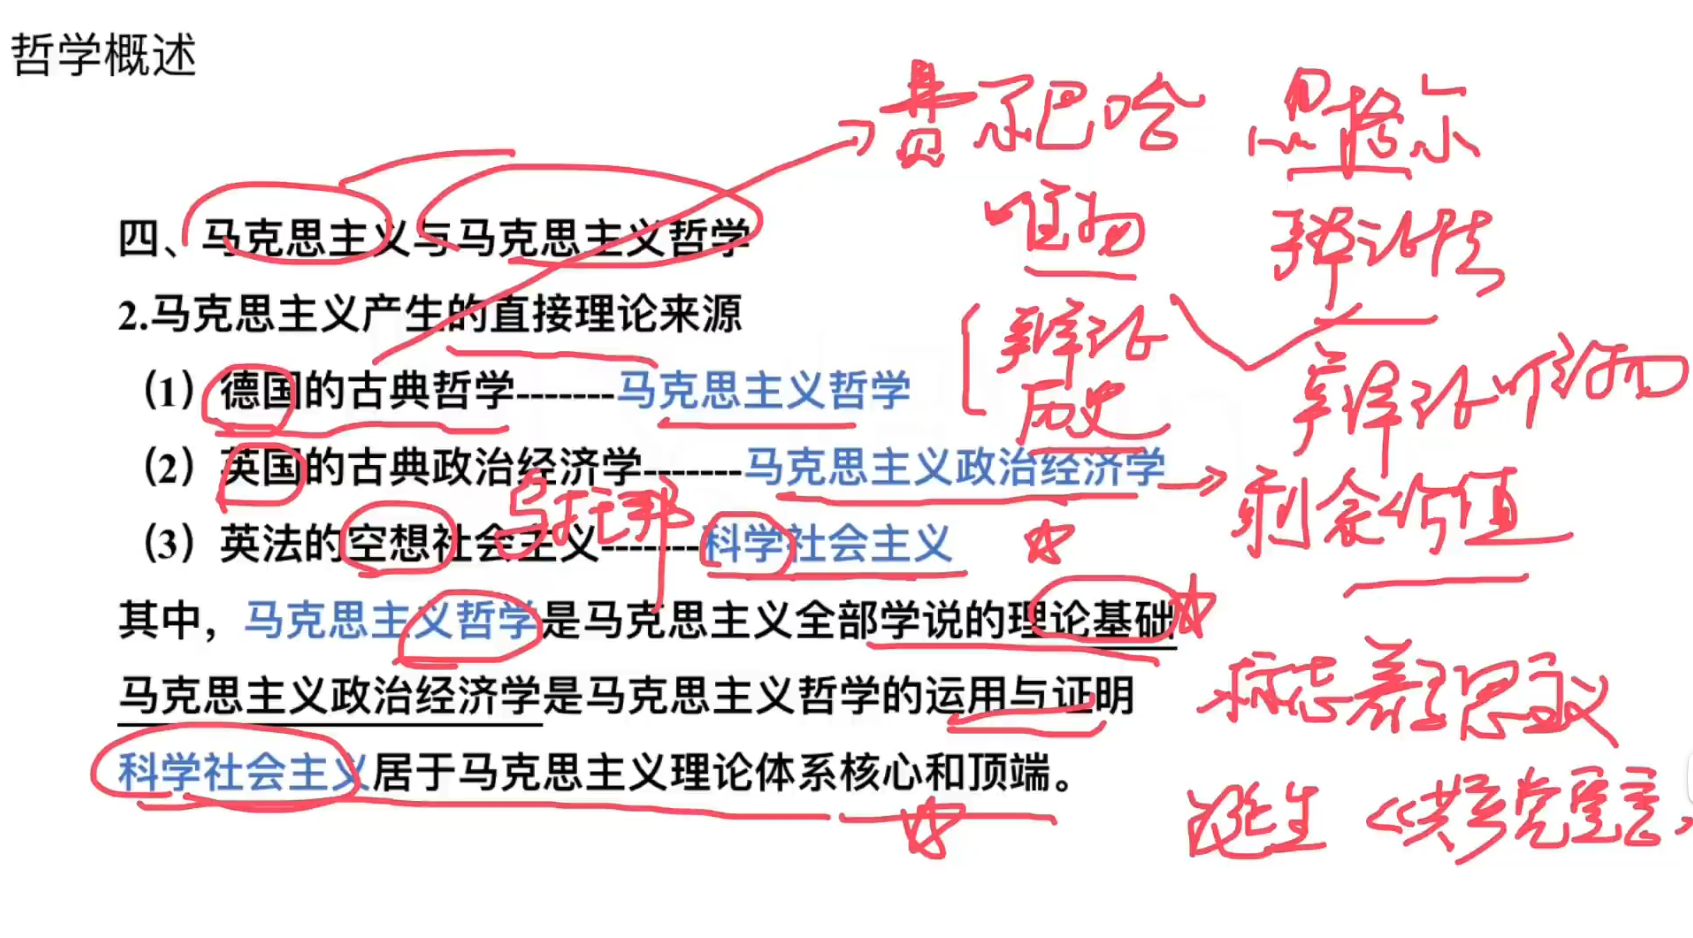 哲学概述
费尔巴哈 恩格尔
唯物 辩证法
四、马克思主义与马克思主义哲学
2.马克思主义产生的直接理论来源
辩证
历史
辩证唯物
（1）德国的古典哲学-------马克思主义哲学
（2）英国的古典政治经济学-------马克思主义政治经济学
剩余价值
乌托邦
（3）英法的空想社会主义-------科学社会主义
其中，马克思主义哲学是马克思主义全部学说的理论基础
标志着马思主义
马克思主义政治经济学是马克思主义哲学的运用与证明
诞生《共产党宣言
科学社会主义居于马克思主义理论体系核心和顶端。